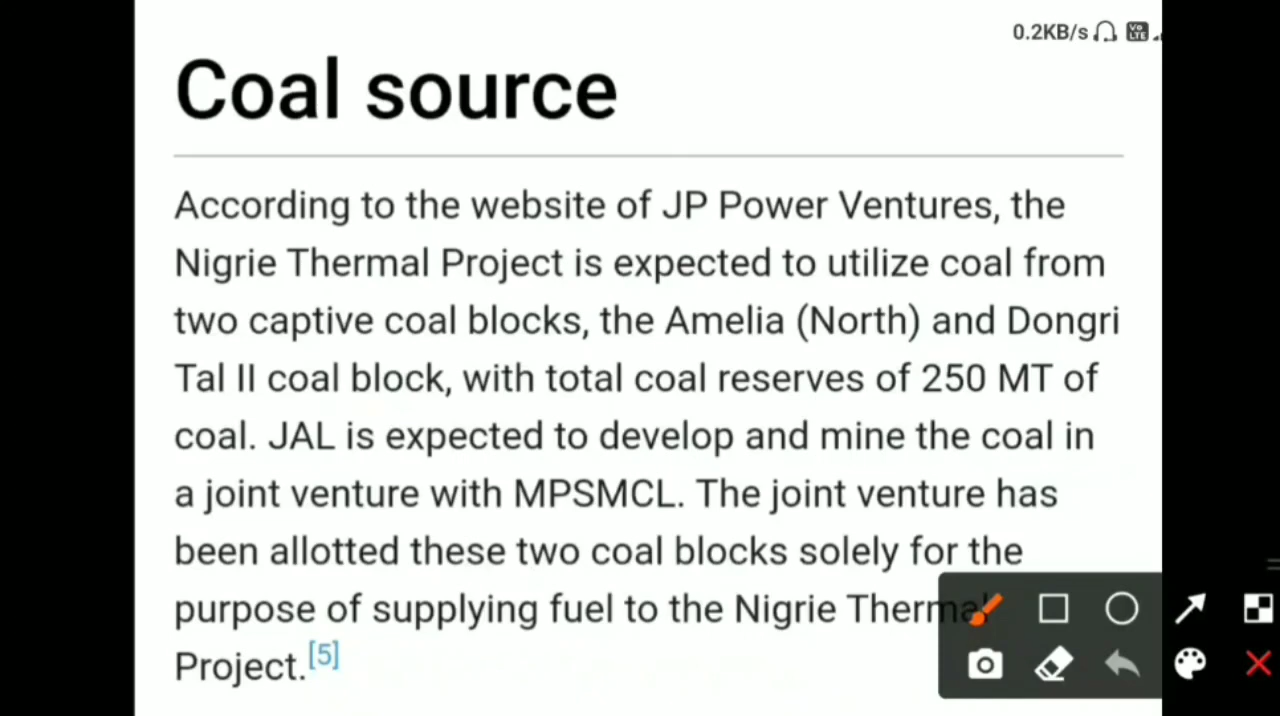 0.2KB/s
Vo LTE
Coal source
According to the website of JP Power Ventures, the
Nigrie Thermal Project is expected to utilize coal from
two captive coal blocks, the Amelia (North) and Dongri
Tal II coal block, with total coal reserves of 250 MT of
coal. JAL is expected to develop and mine the coal in
a joint venture with MPSMCL. The joint venture has
been allotted these two coal blocks solely for the
purpose of supplying fuel to the Nigrie Thermal
Project.[5]